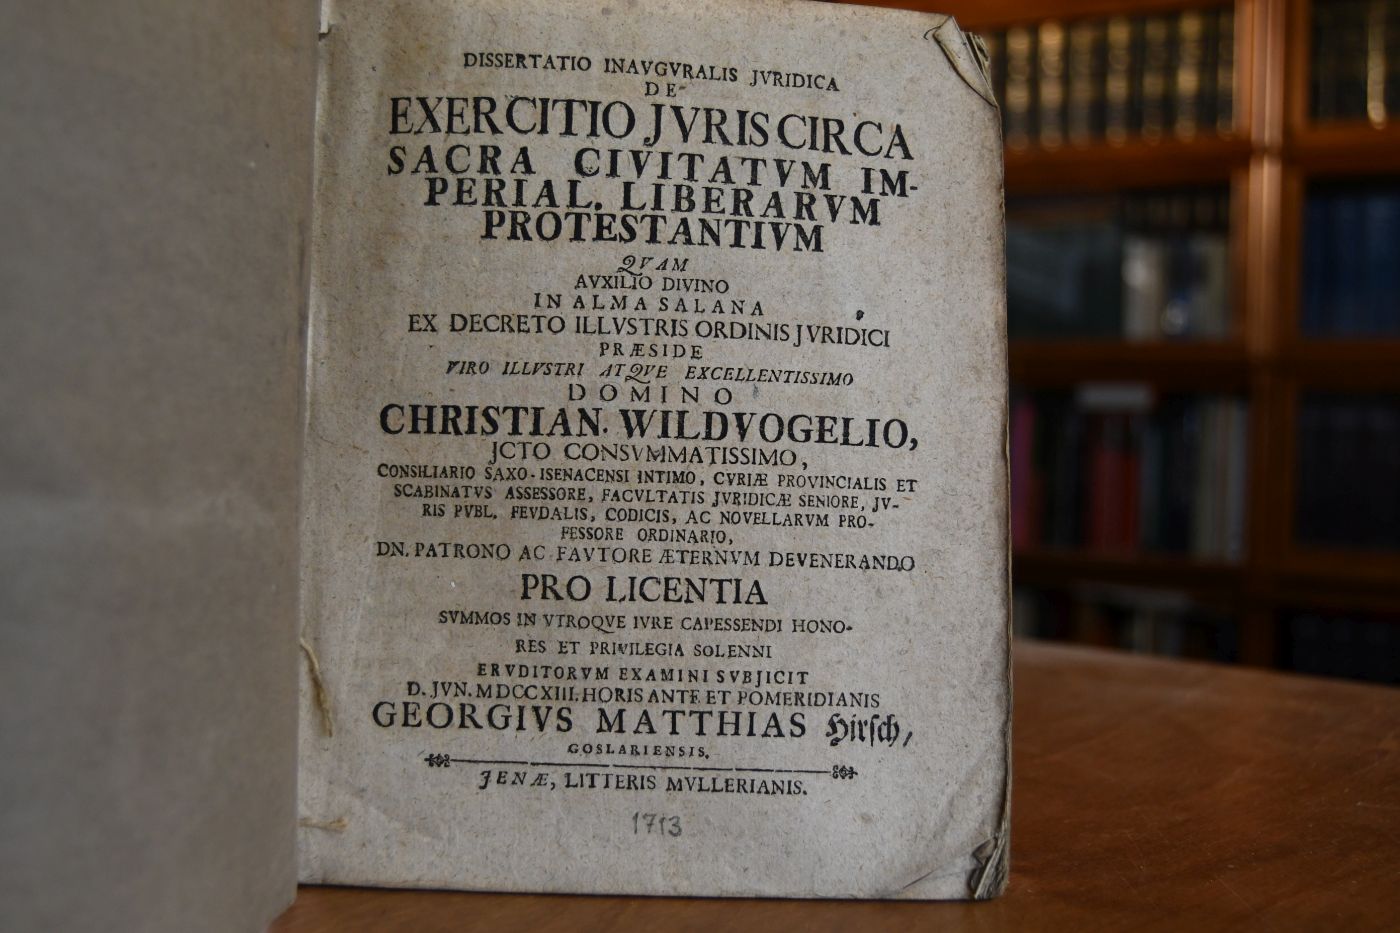 DISSERTATIO INAVGVRALIS JVRIDICA
DE
EXERCITIO JVRIS CIRCA
SACRA CIVITATVM IM-
PERIAL. LIBERARVM
PROTESTANTIVM
QVAM
AVXILIO DIVINO
IN ALMA SALANA
EX DECRETO ILLVSTRIS ORDINIS JVRIDICI
PRÆSIDE
VIRO ILLVSTRI ATQVE EXCELLENTISSIMO
DOMINO
CHRISTIAN. WILDVOGELIO,
JCTO CONSVMMATISSIMO,
CONSILIARIO SAXO-ISENACENSI INTIMO, CVRIÆ PROVINCIALIS ET
SCABINATVS ASSESSORE, FACVLTATIS JVRIDICÆ SENIORE, JV-
RIS PVBL. FEVDALIS, CODICIS, AC NOVELLARVM PRO-
FESSORE ORDINARIO,
DN. PATRONO AC FAVTORE ÆTERNVM DEVENERANDO
PRO LICENTIA
SVMMOS IN VTROQVE IVRE CAPESSENDI HONO-
RES ET PRIVILEGIA SOLENNI
ERVDITORVM EXAMINI SVBJICIT
D. JVN. MDCCXIII. HORIS ANTE ET POMERIDIANIS
GEORGIVS MATTHIAS Hirsch,
GOSLARIENSIS.
JENÆ, LITTERIS MVLLERIANIS.
1713